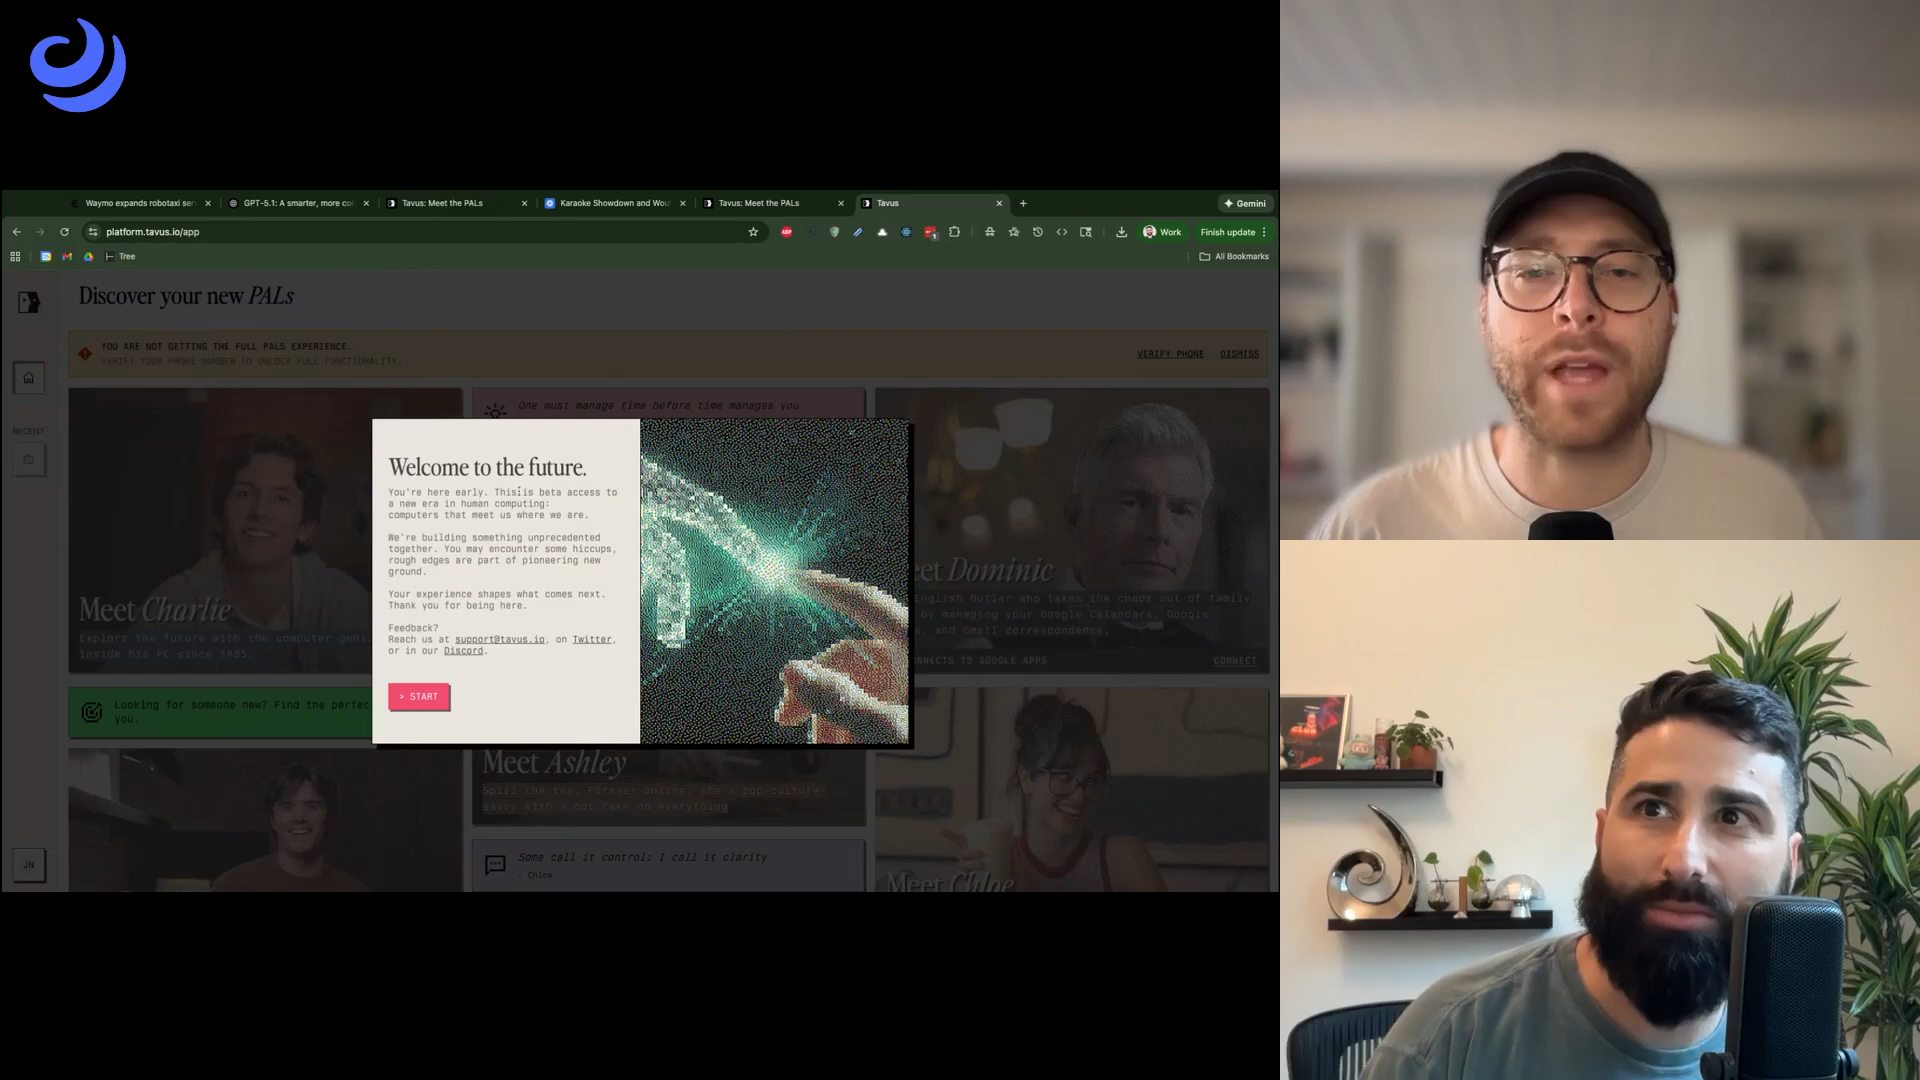 Waymo expands robotaxi ser
GPT-5.1: A smarter, more con
Tavus: Meet the PALs
Karaoke Showdown and Wou
Tavus: Meet the PALs
Tavus
Gemini
platform.tavus.io/app
Work
Finish update
Tree
All Bookmarks
Discover your new PALs
YOU ARE NOT GETTING THE FULL PALS EXPERIENCE.
VERIFY YOUR PHONE NUMBER TO UNLOCK FULL FUNCTIONALITY.
VERIFY PHONE
DISMISS
RECENT
JN
One must manage time before time manages you
Meet Charlie
Explore the future with the computer geni
inside his PC since 1985.
Welcome to the future.
You're here early. This is beta access to
a new era in human computing:
computers that meet us where we are.
We're building something unprecedented
together. You may encounter some hiccups,
rough edges are part of pioneering new
ground.
Your experience shapes what comes next.
Thank you for being here.
Feedback?
Reach us at support@tavus.io, on Twitter,
or in our Discord.
> START
eet Dominic
English butler who takes the chaos out of family
by managing your Google Calendars, Google
s, and Gmail correspondence.
NNECTS TO GOOGLE APPS
CONNECT
Looking for someone new? Find the perfec
you.
Meet Ashley
Spill the tea. Forever online, she's pop-culture-
savvy with a hot take on everything
Some call it control; I call it clarity
- Chloe
Meet Chloe